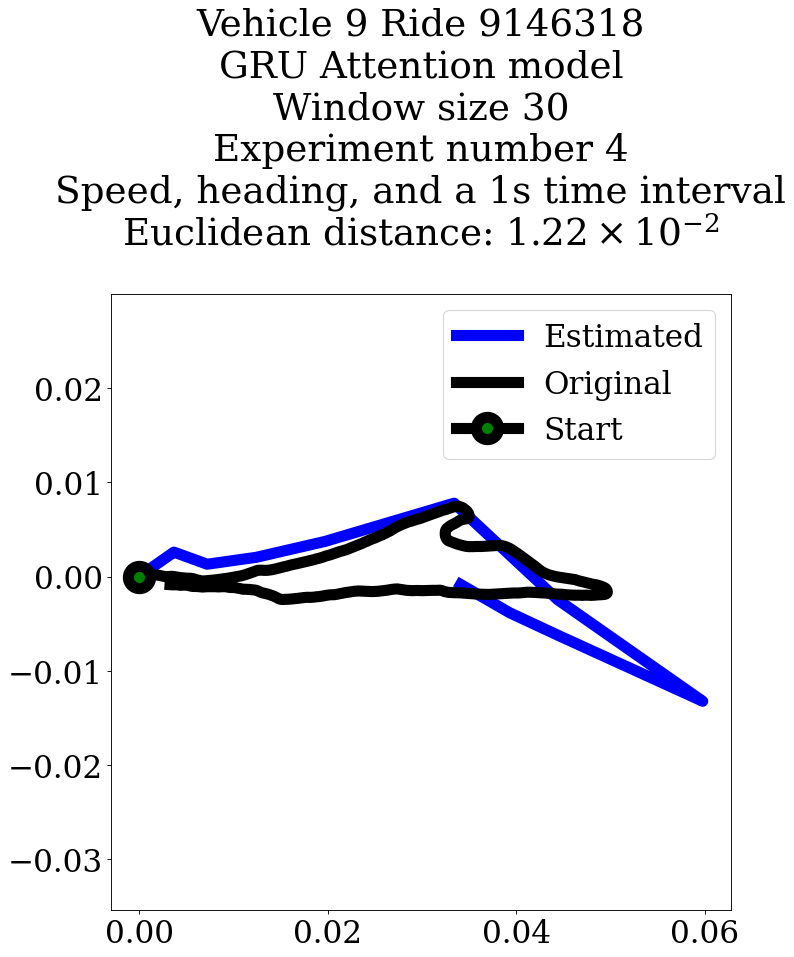 Vehicle 9 Ride 9146318
GRU Attention model
Window size 30
Experiment number 4
Speed, heading, and a 1s time interval
Euclidean distance: 1.22 × 10⁻²
Estimated
Original
Start
0.02
0.01
0.00
−0.01
−0.02
−0.03
0.00 0.02 0.04 0.06